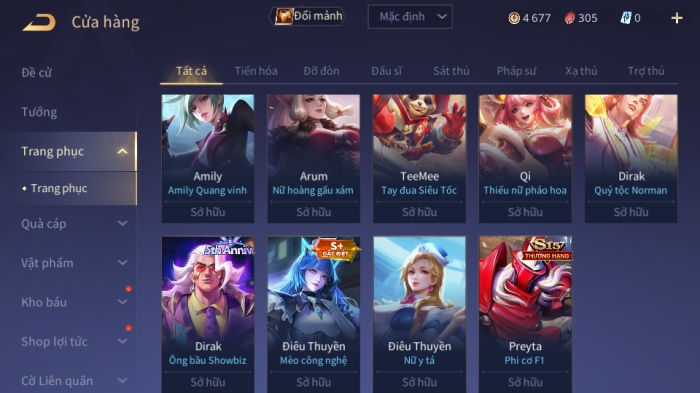 Cửa hàng
Đổi mảnh
Mặc định
4 677
305
0
Đề cử
Tướng
Trang phục
Trang phục
Quà cáp
Vật phẩm
Kho báu
Shop lợi tức
Cờ Liên quân
Tất cả
Tiến hóa
Đỡ đòn
Đấu sĩ
Sát thủ
Pháp sư
Xạ thủ
Trợ thủ
Amily
Amily Quang vinh
Sở hữu
Arum
Nữ hoàng gấu xám
Sở hữu
TeeMee
Tay đua Siêu Tốc
Sở hữu
Qi
Thiếu nữ pháo hoa
Sở hữu
Dirak
Quý tộc Norman
Sở hữu
5th Anniv
Dirak
Ông bầu Showbiz
Sở hữu
S+
ĐẶC BIỆT
Điêu Thuyền
Mèo công nghệ
Sở hữu
Điêu Thuyền
Nữ y tá
Sở hữu
S15
THƯỢNG HẠNG
Preyta
Phi cơ F1
Sở hữu